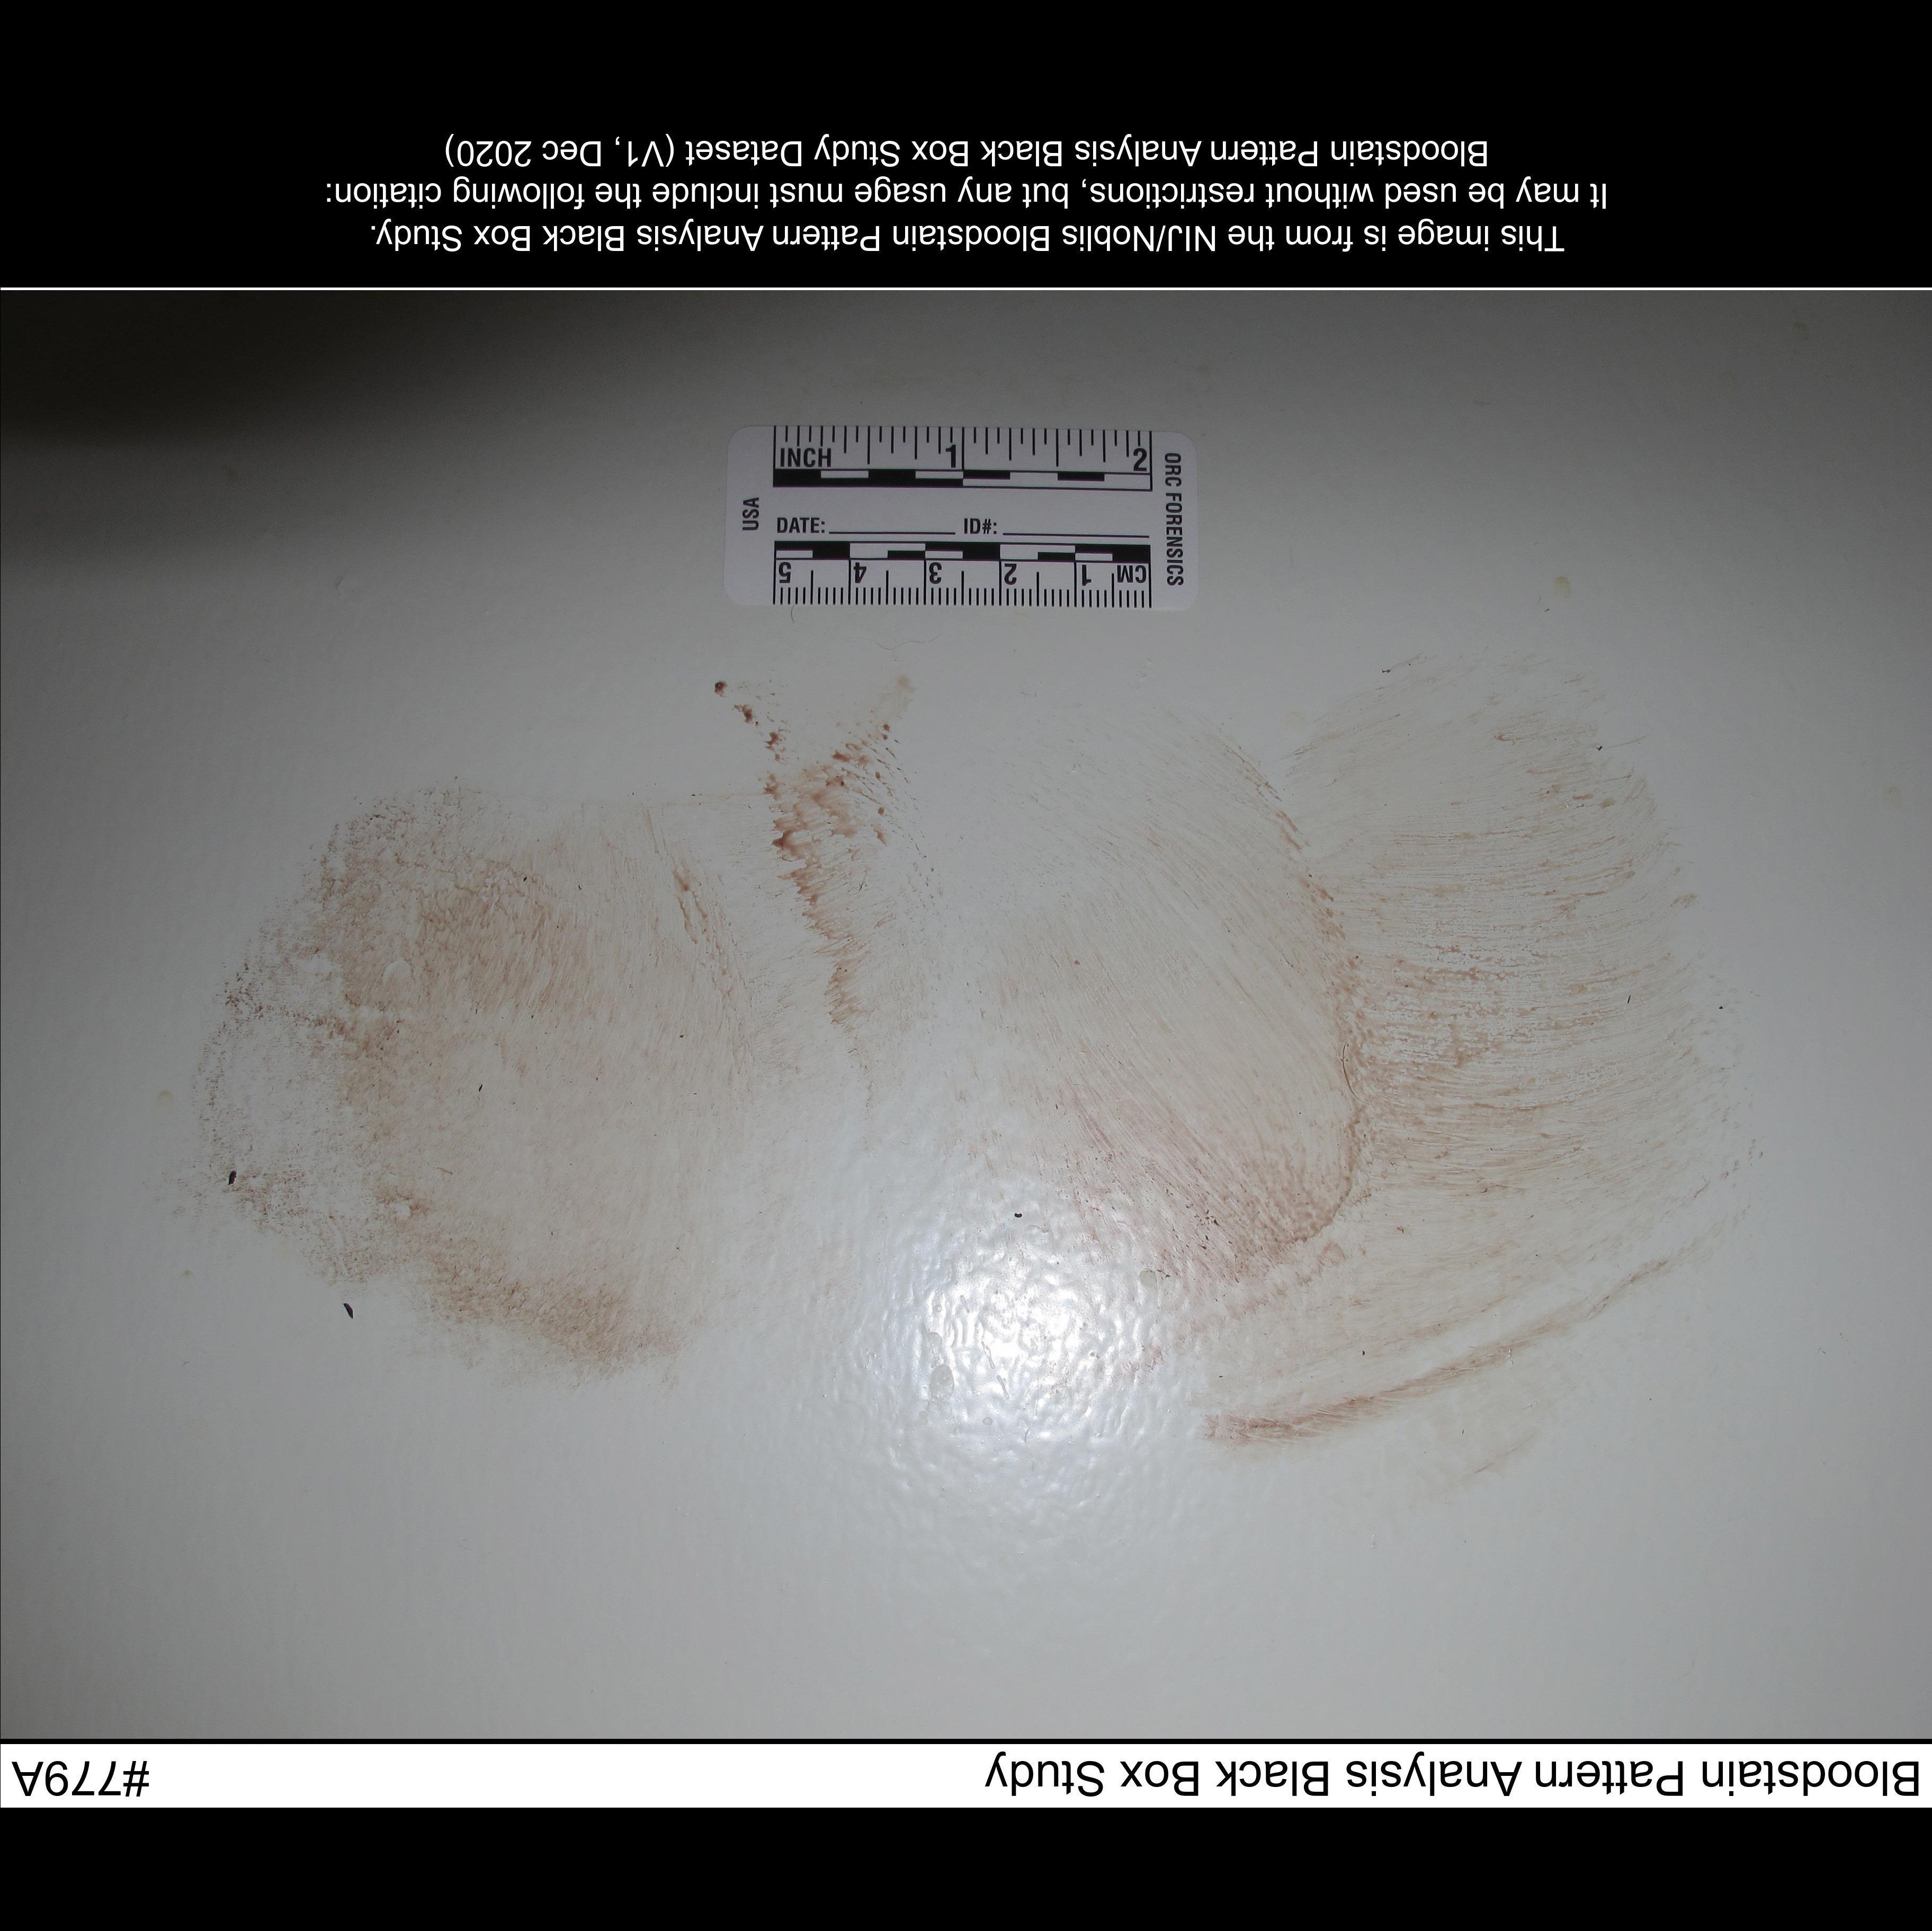 Bloodstain Pattern Analysis Black Box Study #779A
USA
INCH 1 2
DATE: ID#:
5 4 3 2 1 CM
ORC FORENSICS
This image is from the NIJ/Noblis Bloodstain Pattern Analysis Black Box Study.
It may be used without restrictions, but any usage must include the following citation:
Bloodstain Pattern Analysis Black Box Study Dataset (V1, Dec 2020)